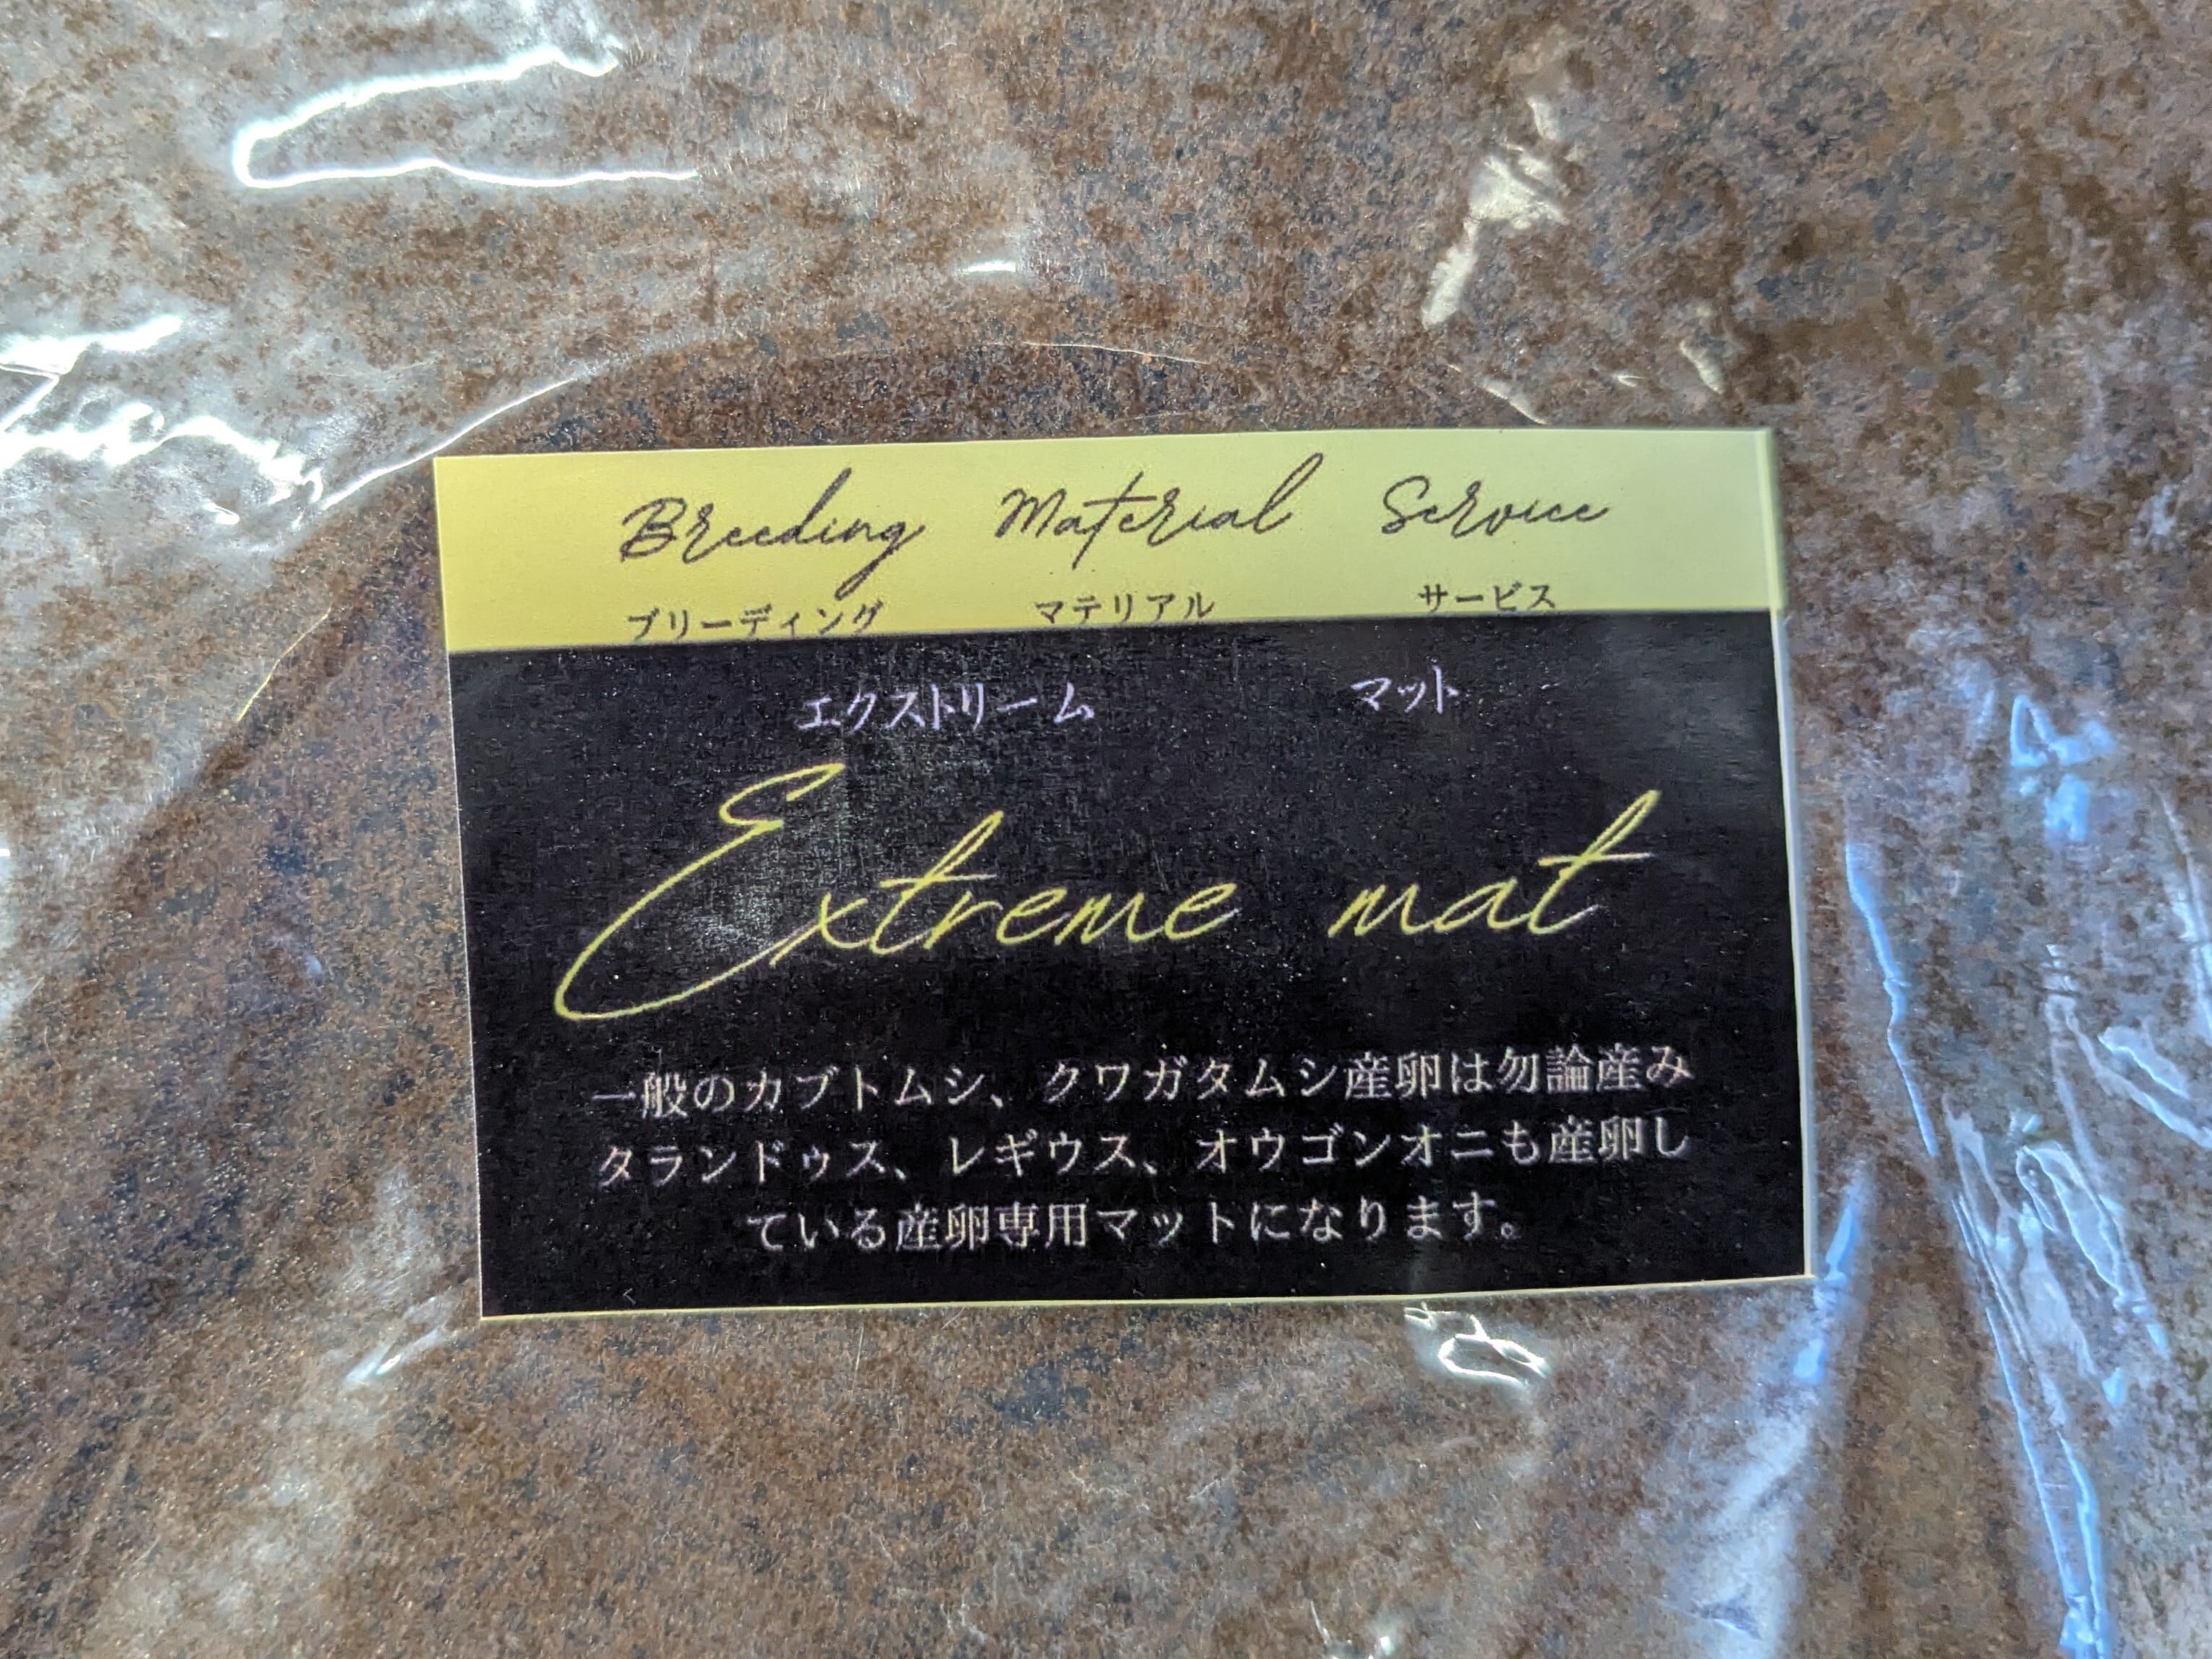 Breeding Material Service
ブリーディング マテリアル サービス
エクストリーム マット
Extreme mat
一般のカブトムシ、クワガタムシ産卵は勿論産み
タランドゥス、レギウス、オウゴンオニも産卵し
ている産卵専用マットになります。